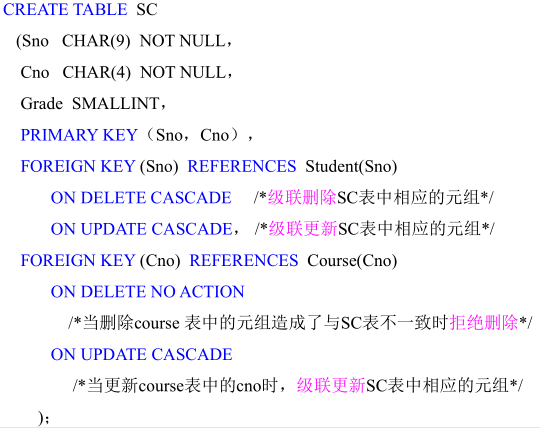 CREATE TABLE SC
(Sno CHAR(9) NOT NULL，
Cno CHAR(4) NOT NULL，
Grade SMALLINT，
PRIMARY KEY（Sno，Cno），
FOREIGN KEY (Sno) REFERENCES Student(Sno)
ON DELETE CASCADE /*级联删除SC表中相应的元组*/
ON UPDATE CASCADE， /*级联更新SC表中相应的元组*/
FOREIGN KEY (Cno) REFERENCES Course(Cno)
ON DELETE NO ACTION
/*当删除course 表中的元组造成了与SC表不一致时拒绝删除*/
ON UPDATE CASCADE
/*当更新course表中的cno时，级联更新SC表中相应的元组*/
)；